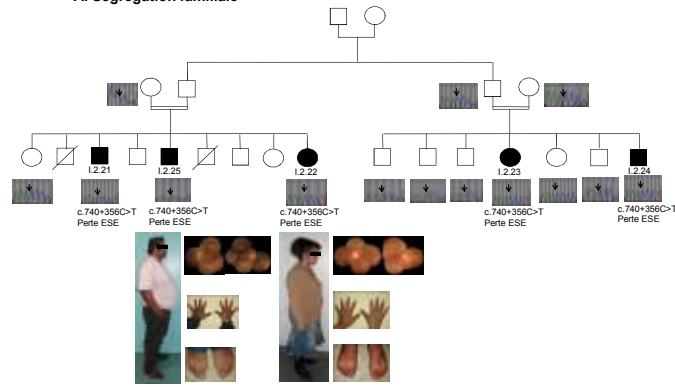 A. Ségrégation familiale
I.2.21
I.2.25
I.2.22
I.2.23
I.2.24
c.740+356C>T
Perte ESE
c.740+356C>T
Perte ESE
c.740+356C>T
Perte ESE
c.740+356C>T
Perte ESE
c.740+356C>T
Perte ESE